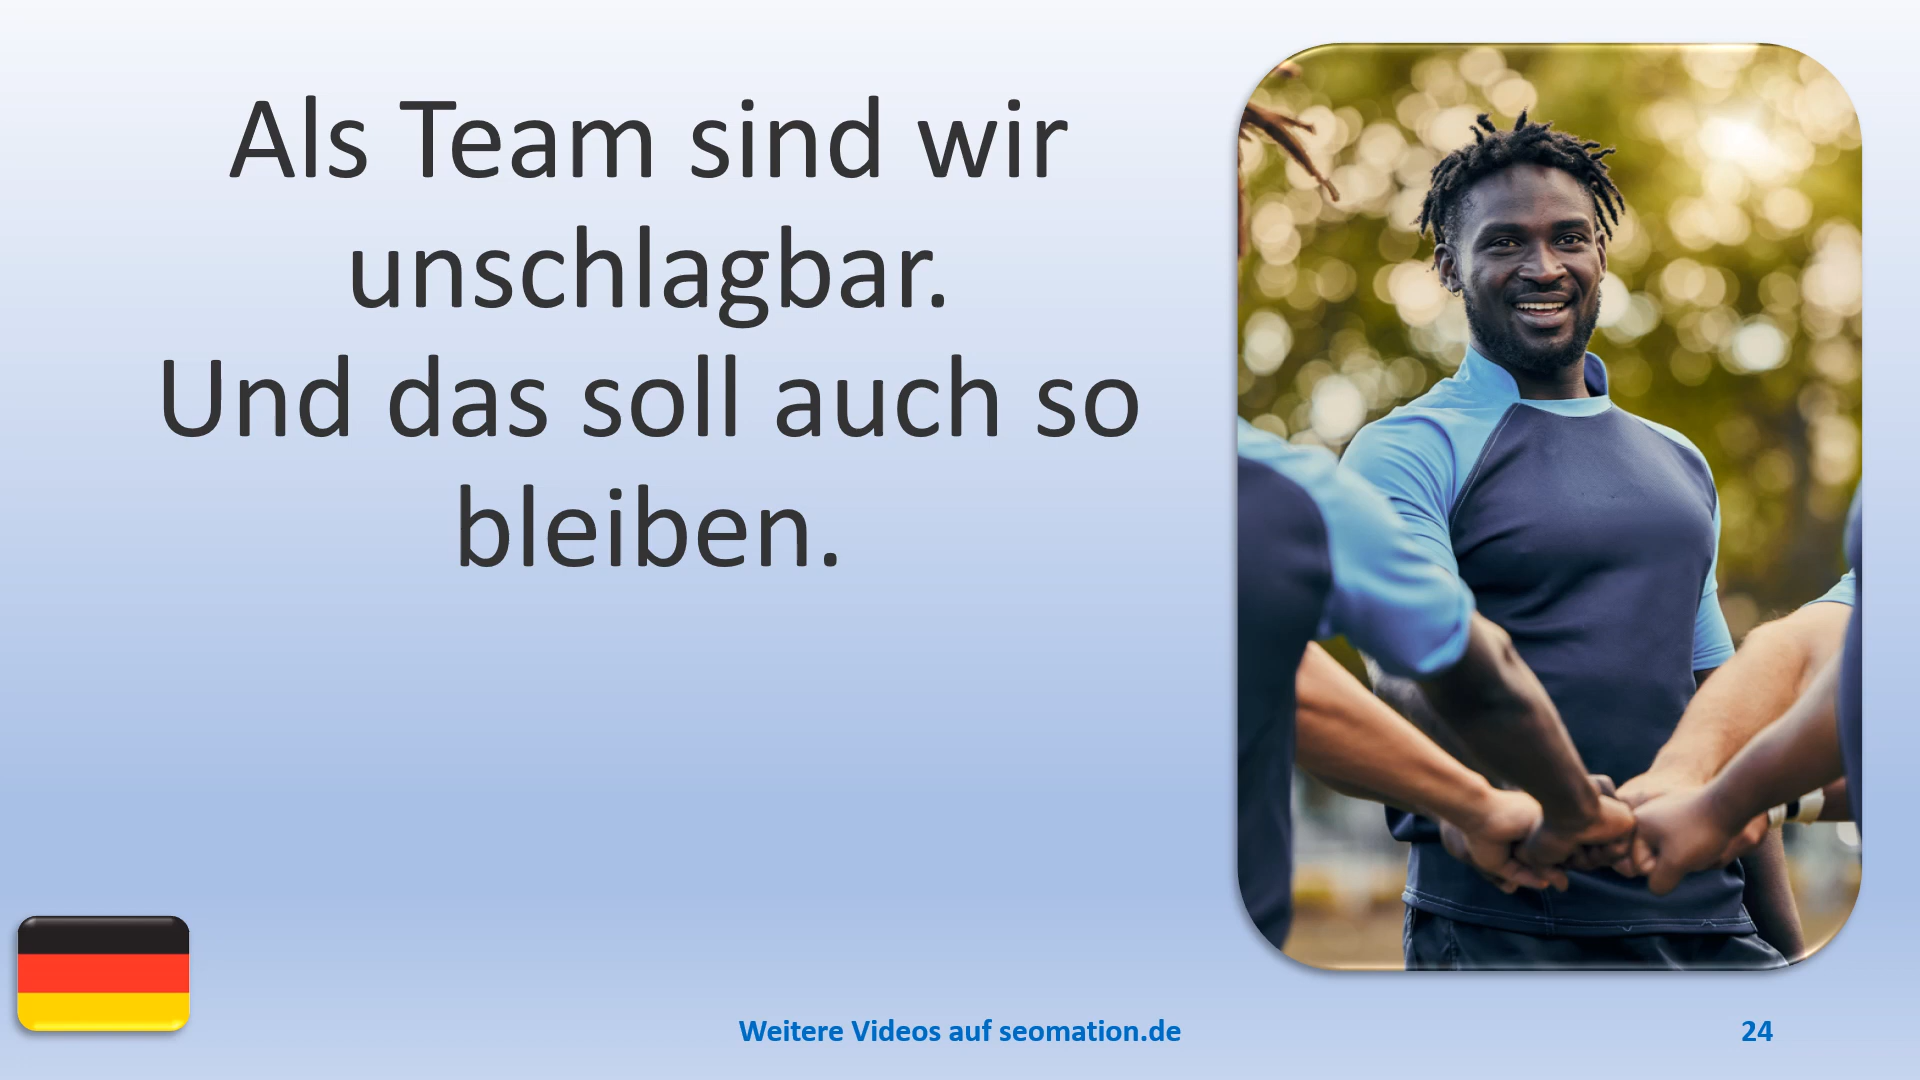 Als Team sind wir
unschlagbar.
Und das soll auch so
bleiben.
Weitere Videos auf seomation.de
24